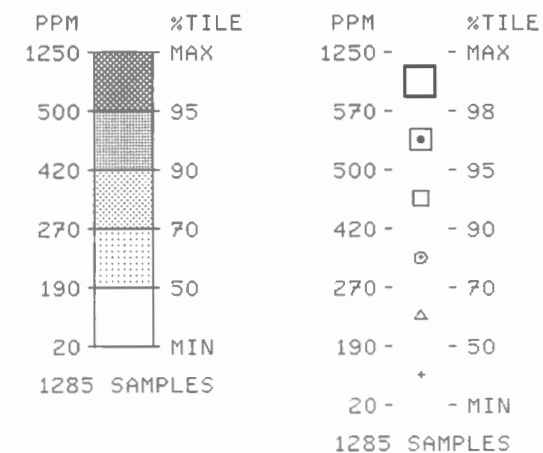 PPM %TILE
1250 MAX
500 95
420 90
270 70
190 50
20 MIN
1285 SAMPLES
PPM %TILE
1250 - - MAX
570 - - 98
500 - - 95
420 - - 90
270 - - 70
190 - - 50
20 - - MIN
1285 SAMPLES